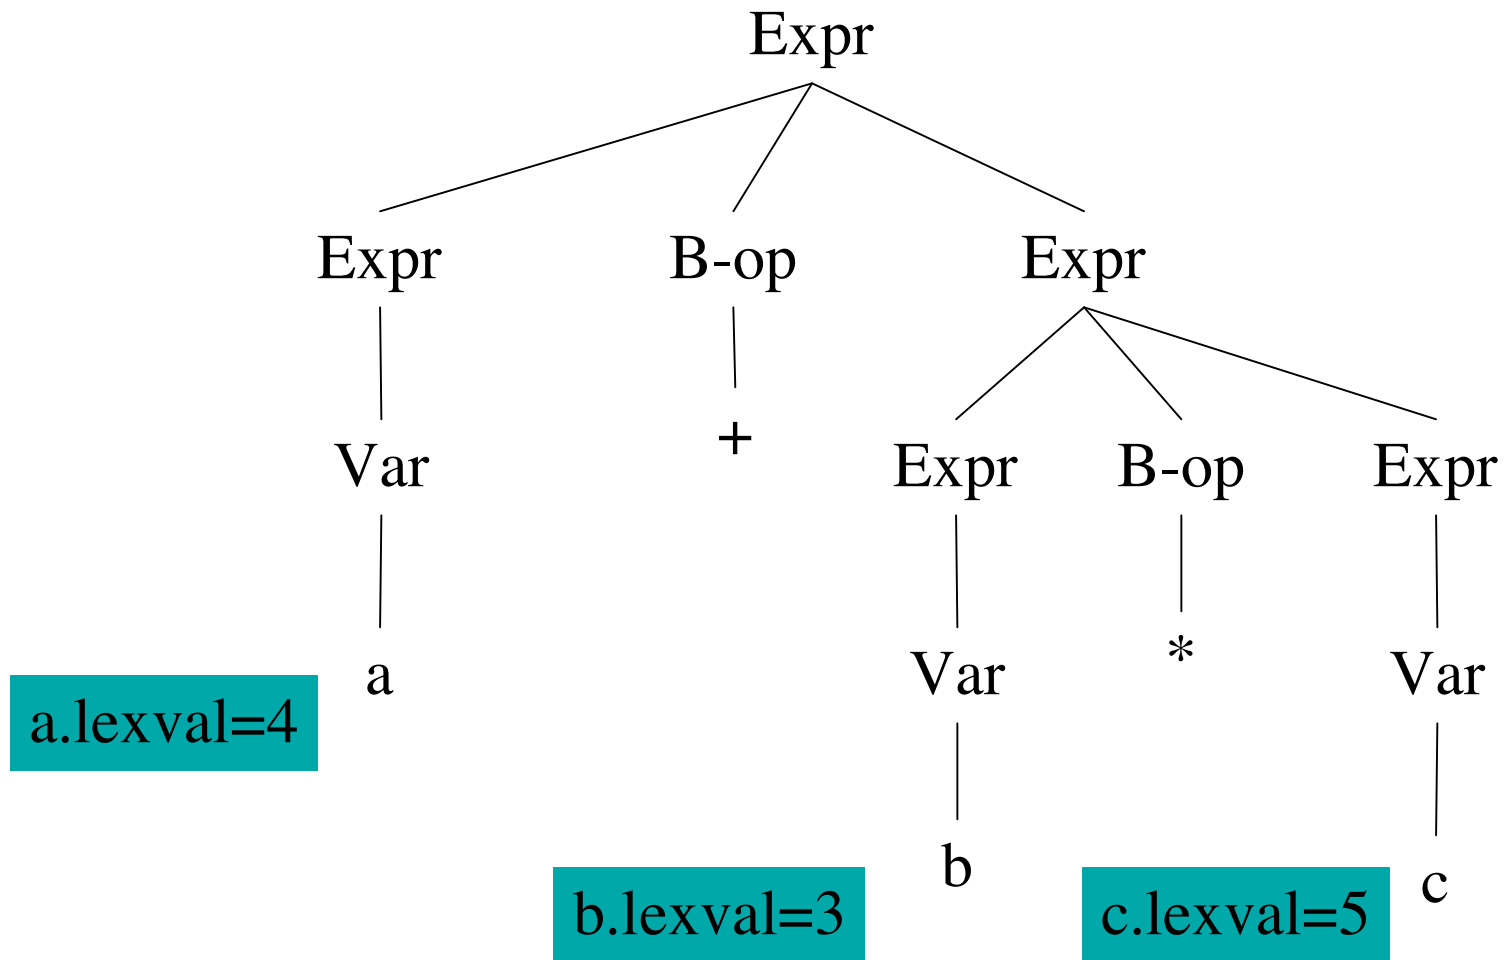 Expr
Expr B-op Expr
+
Var Expr B-op Expr
*
a Var Var
a.lexval=4
b c
b.lexval=3 c.lexval=5